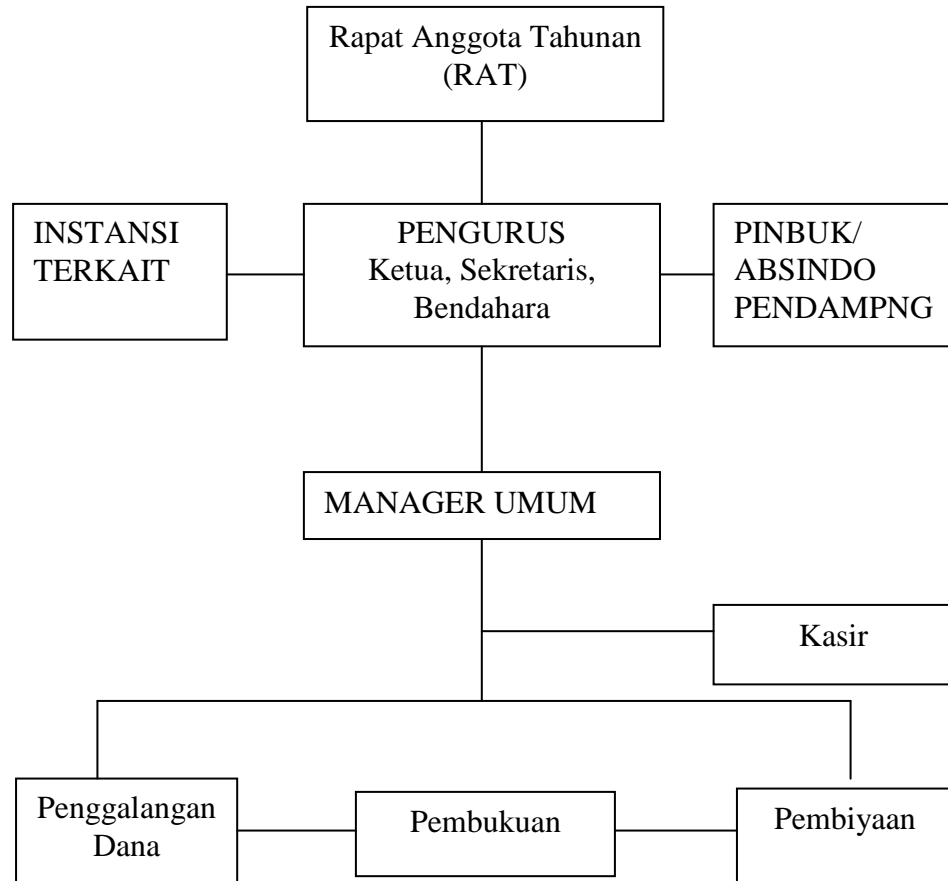 Rapat Anggota Tahunan
(RAT)
INSTANSI
TERKAIT
PENGURUS
Ketua, Sekretaris,
Bendahara
PINBUK/
ABSINDO
PENDAMPNG
MANAGER UMUM
Kasir
Penggalangan
Dana
Pembukuan
Pembiyaan